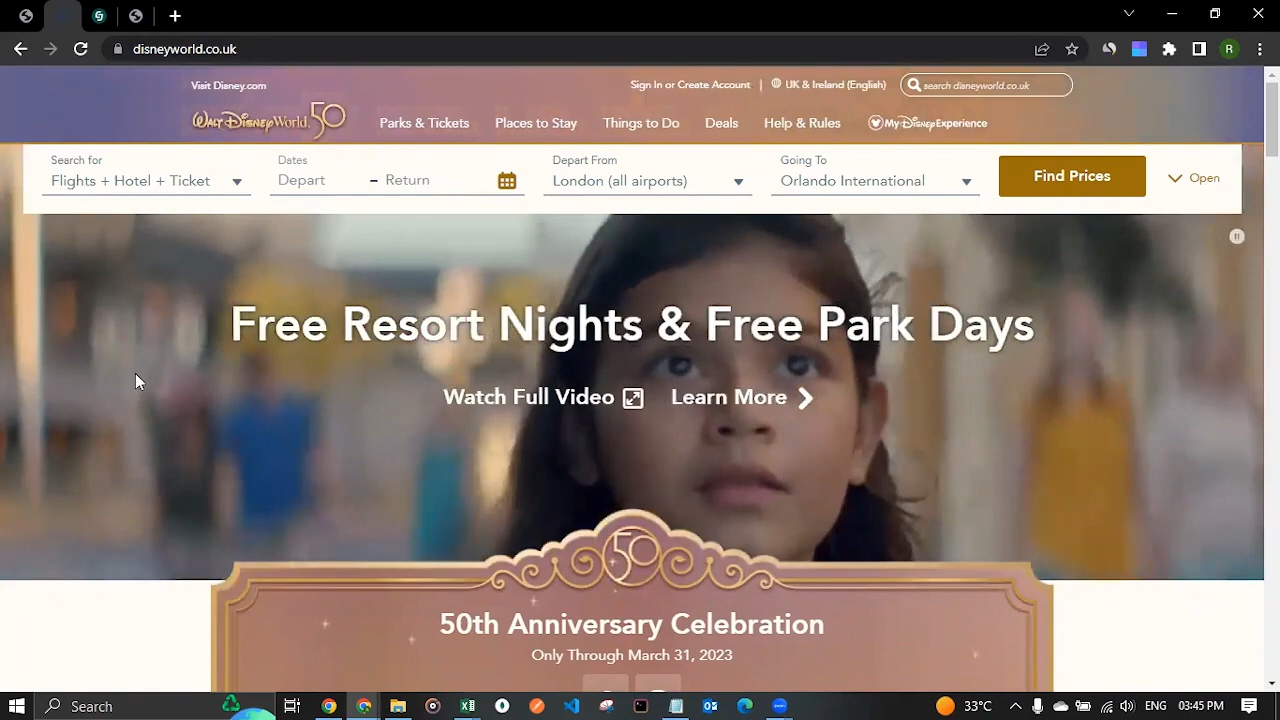 disneyworld.co.uk
R
Visit Disney.com
Sign In or Create Account | UK & Ireland (English)
search disneyworld.co.uk
Walt Disney World. 50
Parks & Tickets
Places to Stay
Things to Do
Deals
Help & Rules
My Disney Experience
Search for
Flights + Hotel + Ticket
Dates
Depart – Return
Depart From
London (all airports)
Going To
Orlando International
Find Prices
Open
Free Resort Nights & Free Park Days
Watch Full Video
Learn More
50
50th Anniversary Celebration
Only Through March 31, 2023
Search
33°C
ENG
03:45 PM